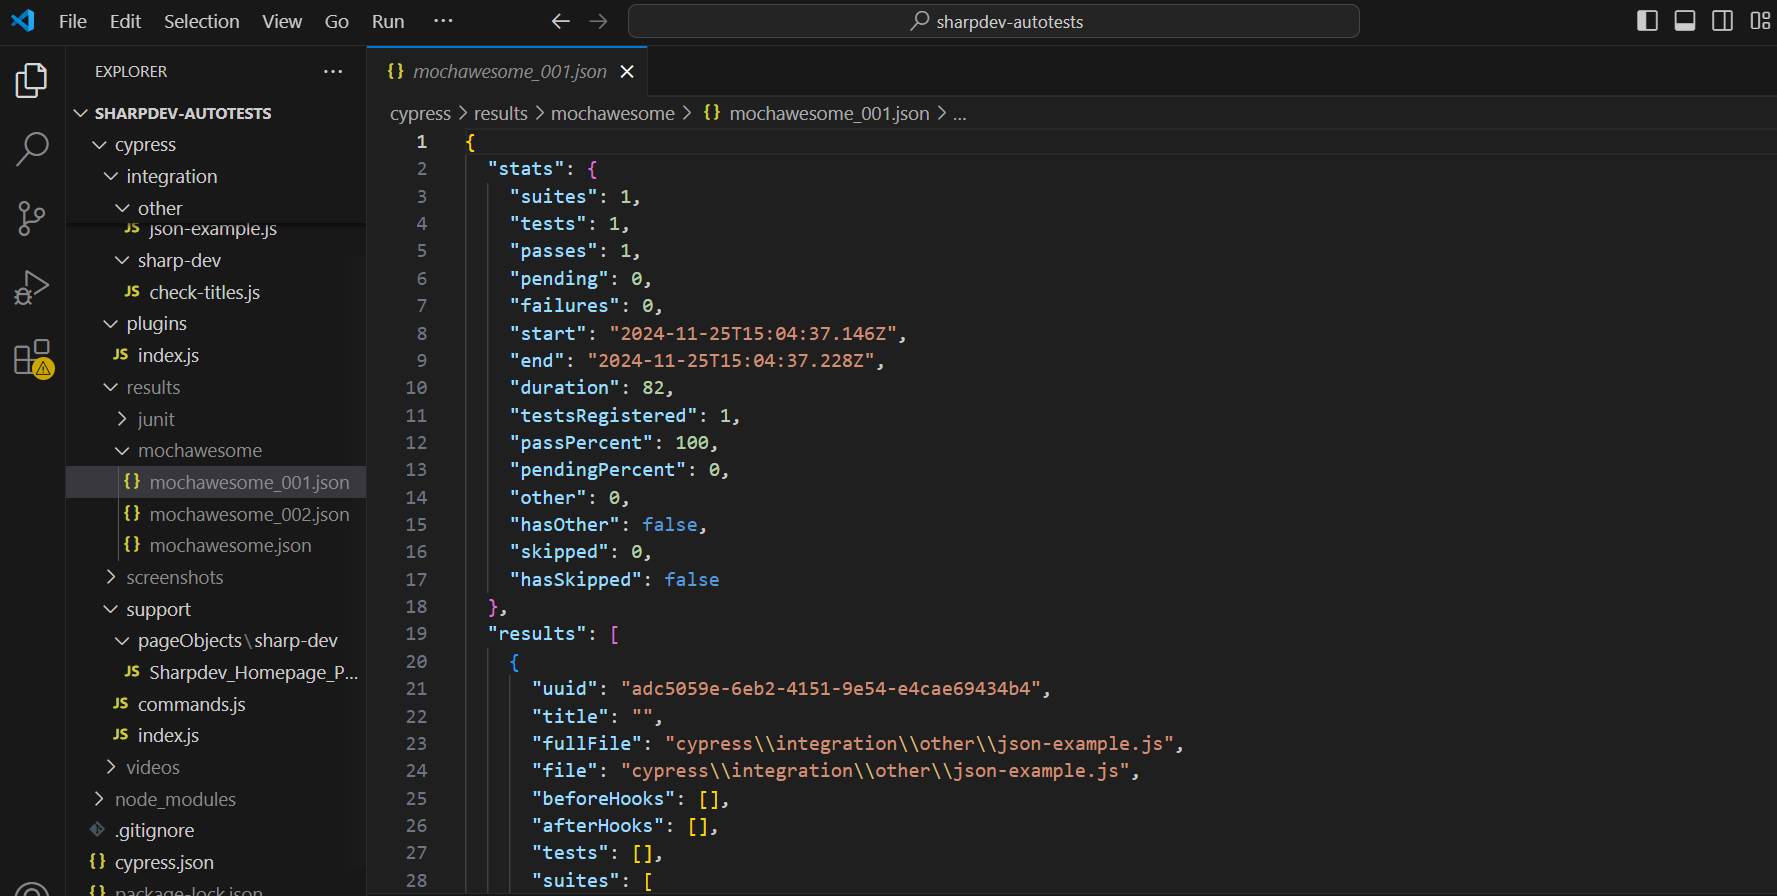 File Edit Selection View Go Run ··· sharpdev-autotests
EXPLORER ···
SHARPDEV-AUTOTESTS
cypress
integration
other
JS json-example.js
sharp-dev
JS check-titles.js
plugins
JS index.js
results
junit
mochawesome
{} mochawesome_001.json
{} mochawesome_002.json
{} mochawesome.json
screenshots
support
pageObjects\sharp-dev
JS Sharpdev_Homepage_P...
JS commands.js
JS index.js
videos
node_modules
.gitignore
{} cypress.json
{} package-lock.json
{} mochawesome_001.json
cypress > results > mochawesome > {} mochawesome_001.json > ...
1 {
2 "stats": {
3 "suites": 1,
4 "tests": 1,
5 "passes": 1,
6 "pending": 0,
7 "failures": 0,
8 "start": "2024-11-25T15:04:37.146Z",
9 "end": "2024-11-25T15:04:37.228Z",
10 "duration": 82,
11 "testsRegistered": 1,
12 "passPercent": 100,
13 "pendingPercent": 0,
14 "other": 0,
15 "hasOther": false,
16 "skipped": 0,
17 "hasSkipped": false
18 },
19 "results": [
20 {
21 "uuid": "adc5059e-6eb2-4151-9e54-e4cae69434b4",
22 "title": "",
23 "fullFile": "cypress\\integration\\other\\json-example.js",
24 "file": "cypress\\integration\\other\\json-example.js",
25 "beforeHooks": [],
26 "afterHooks": [],
27 "tests": [],
28 "suites": [